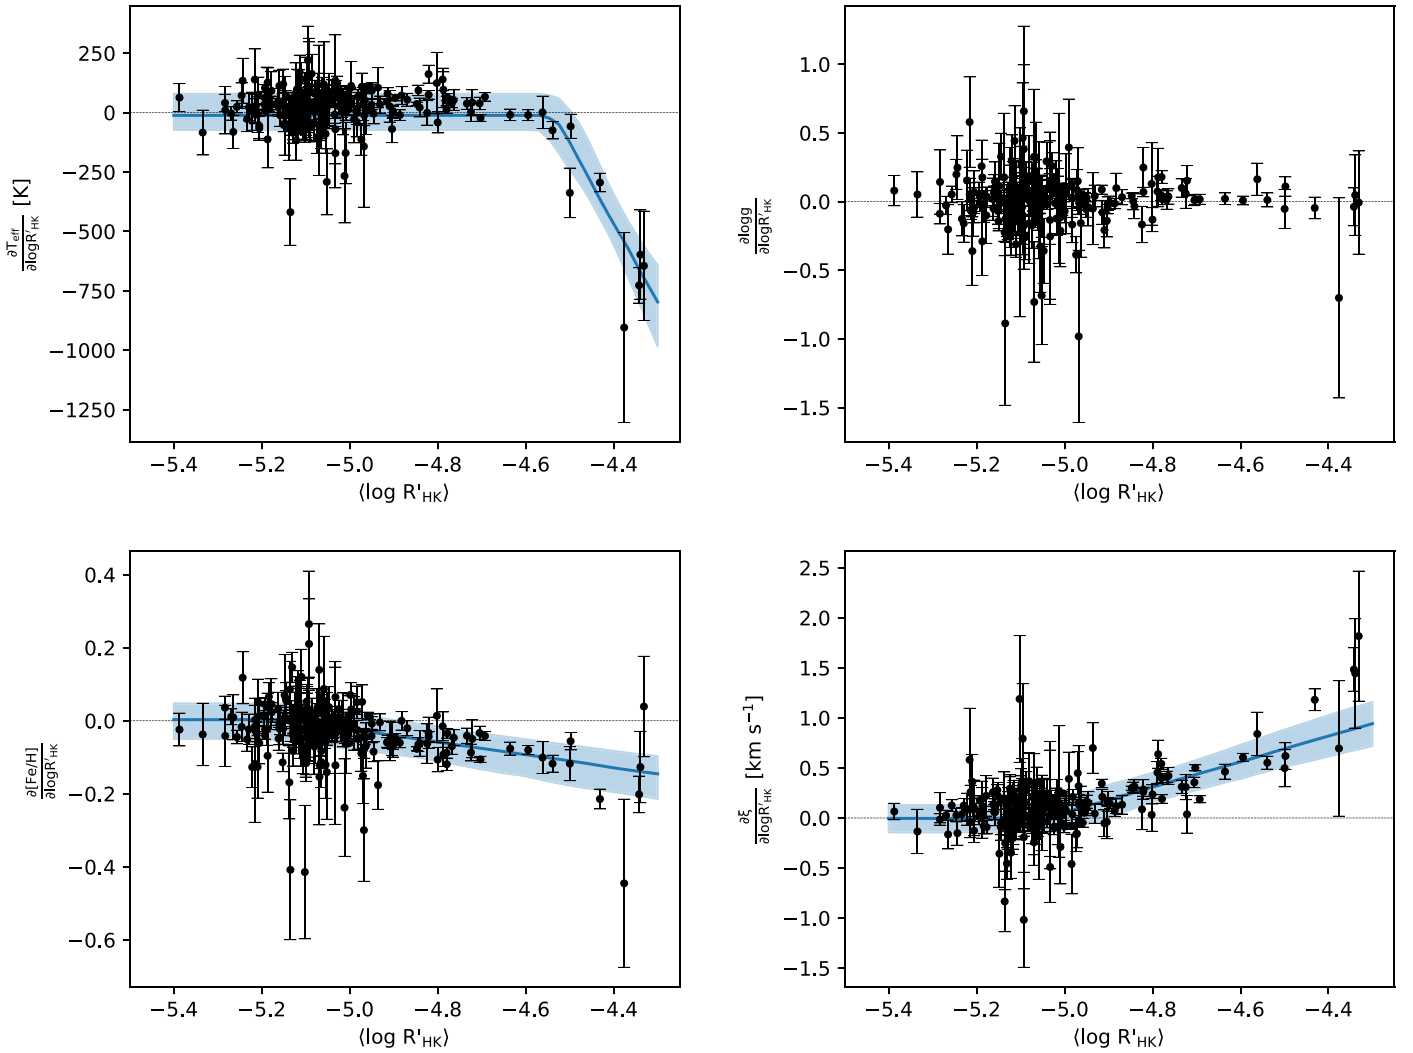 250
0
−250
−500
−750
−1000
−1250
∂T_eff / ∂logR'_HK [K]
−5.4 −5.2 −5.0 −4.8 −4.6 −4.4
⟨log R'_HK⟩
1.0
0.5
0.0
−0.5
−1.0
−1.5
∂logg / ∂logR'_HK
−5.4 −5.2 −5.0 −4.8 −4.6 −4.4
⟨log R'_HK⟩
0.4
0.2
0.0
−0.2
−0.4
−0.6
∂[Fe/H] / ∂logR'_HK
−5.4 −5.2 −5.0 −4.8 −4.6 −4.4
⟨log R'_HK⟩
2.5
2.0
1.5
1.0
0.5
0.0
−0.5
−1.0
−1.5
∂ξ / ∂logR'_HK [km s⁻¹]
−5.4 −5.2 −5.0 −4.8 −4.6 −4.4
⟨log R'_HK⟩